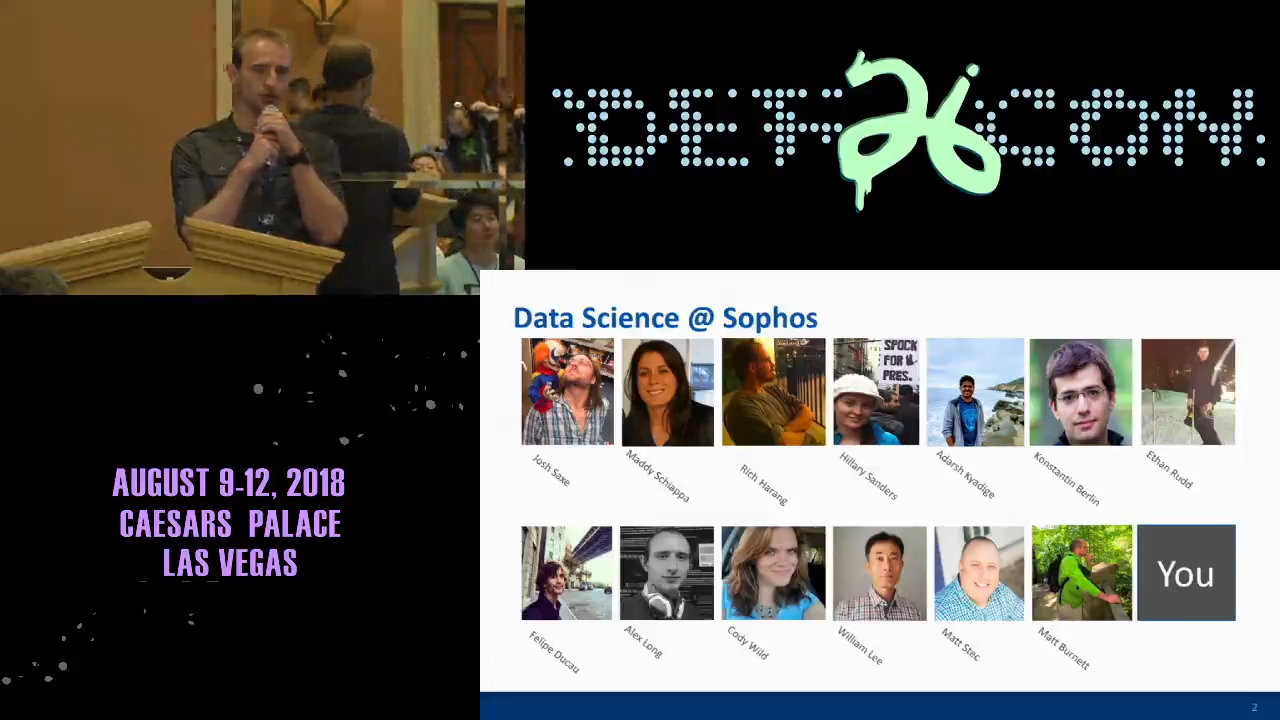 DEF 26 CON
Data Science @ Sophos
SPOCK
FOR
PRES.
Josh Saxe
Maddy Schiappa
Rich Harang
Hillary Sanders
Adarsh Kyadige
Konstantin Berlin
Ethan Rudd
AUGUST 9-12, 2018
CAESARS PALACE
LAS VEGAS
You
Felipe Ducau
Alex Long
Cody Wild
William Lee
Matt Stec
Matt Burnett
2